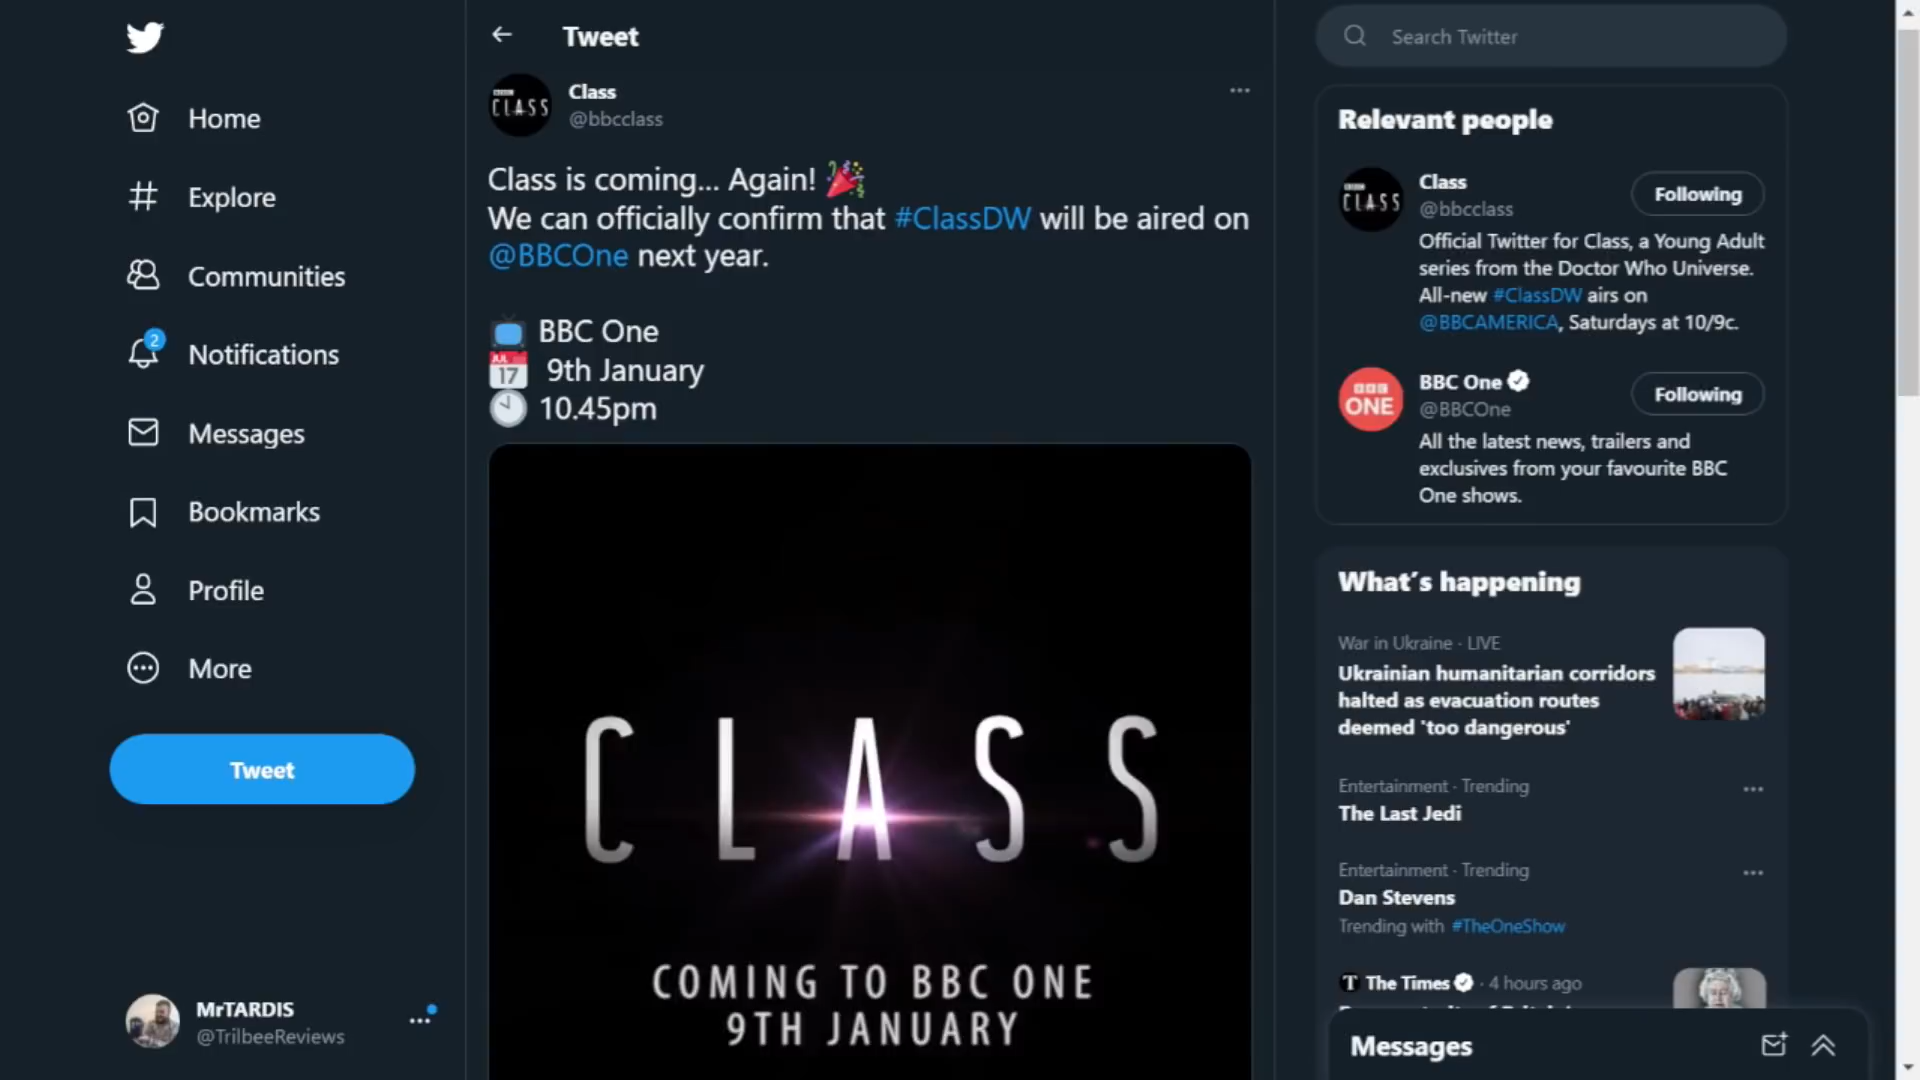 Home
Explore
Communities
2
Notifications
Messages
Bookmarks
Profile
More
Tweet
MrTARDIS
@TrilbeeReviews
Tweet
CLASS
Class
@bbcclass
Class is coming... Again!
We can officially confirm that #ClassDW will be aired on
@BBCOne next year.
BBC One
JUL
17
9th January
10.45pm
CLASS
COMING TO BBC ONE
9TH JANUARY
Search Twitter
Relevant people
CLASS
Class
@bbcclass
Following
Official Twitter for Class, a Young Adult
series from the Doctor Who Universe.
All-new #ClassDW airs on
@BBCAMERICA, Saturdays at 10/9c.
BBC
ONE
BBC One
@BBCOne
Following
All the latest news, trailers and
exclusives from your favourite BBC
One shows.
What's happening
War in Ukraine · LIVE
Ukrainian humanitarian corridors
halted as evacuation routes
deemed 'too dangerous'
Entertainment · Trending
The Last Jedi
Entertainment · Trending
Dan Stevens
Trending with #TheOneShow
T The Times · 4 hours ago
Messages